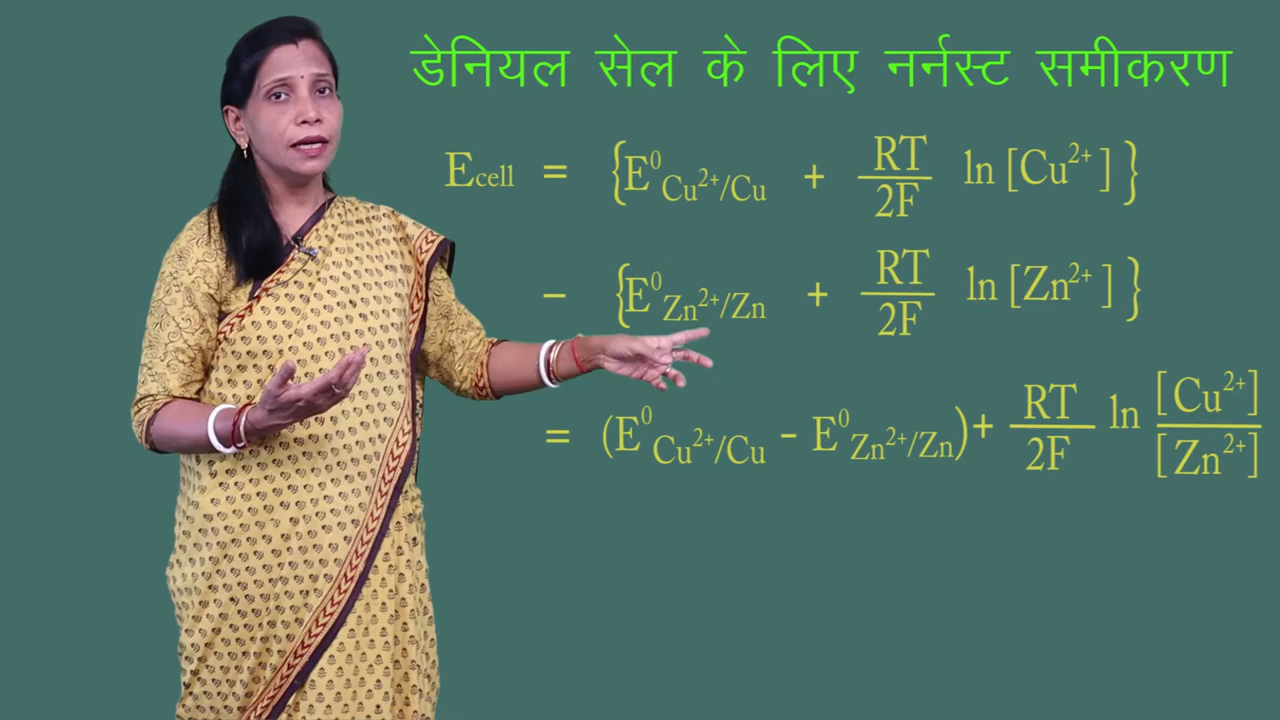 डेनियल सेल के लिए नर्नस्ट समीकरण
Ecell = {E⁰Cu²⁺/Cu + RT/2F ln [Cu²⁺]}
- {E⁰Zn²⁺/Zn + RT/2F ln [Zn²⁺]}
= (E⁰Cu²⁺/Cu - E⁰Zn²⁺/Zn) + RT/2F ln [Cu²⁺]/[Zn²⁺]